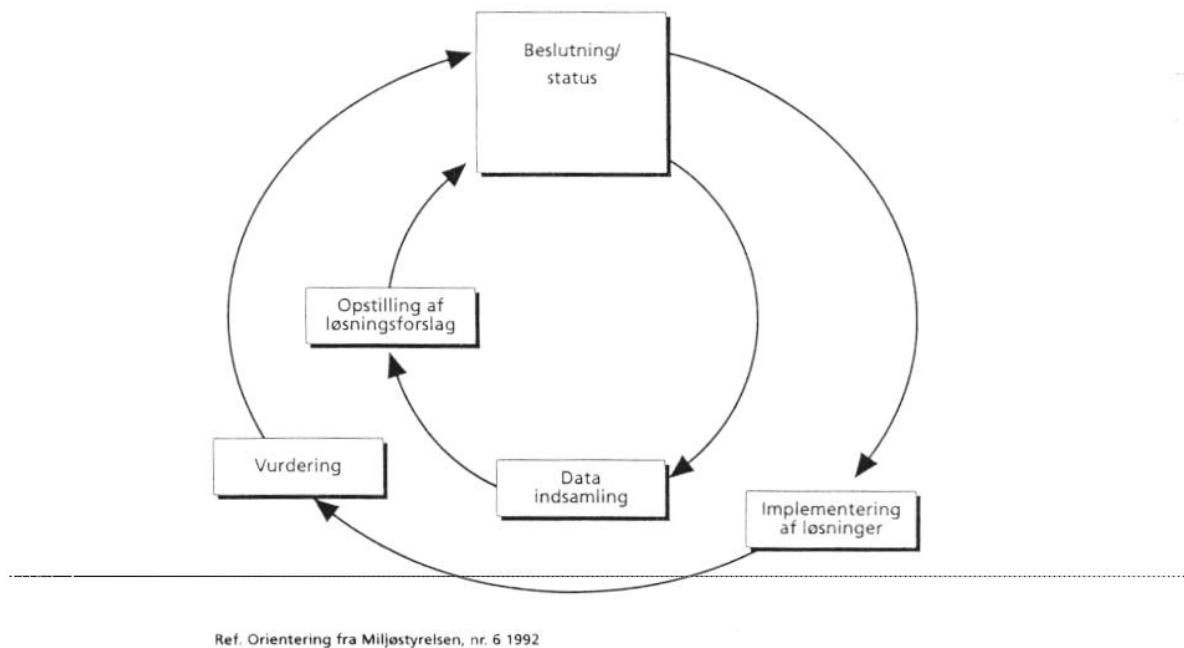 Beslutning/
status
Opstilling af
løsningsforslag
Vurdering
Data
indsamling
Implementering
af løsninger
Ref. Orientering fra Miljøstyrelsen, nr. 6 1992